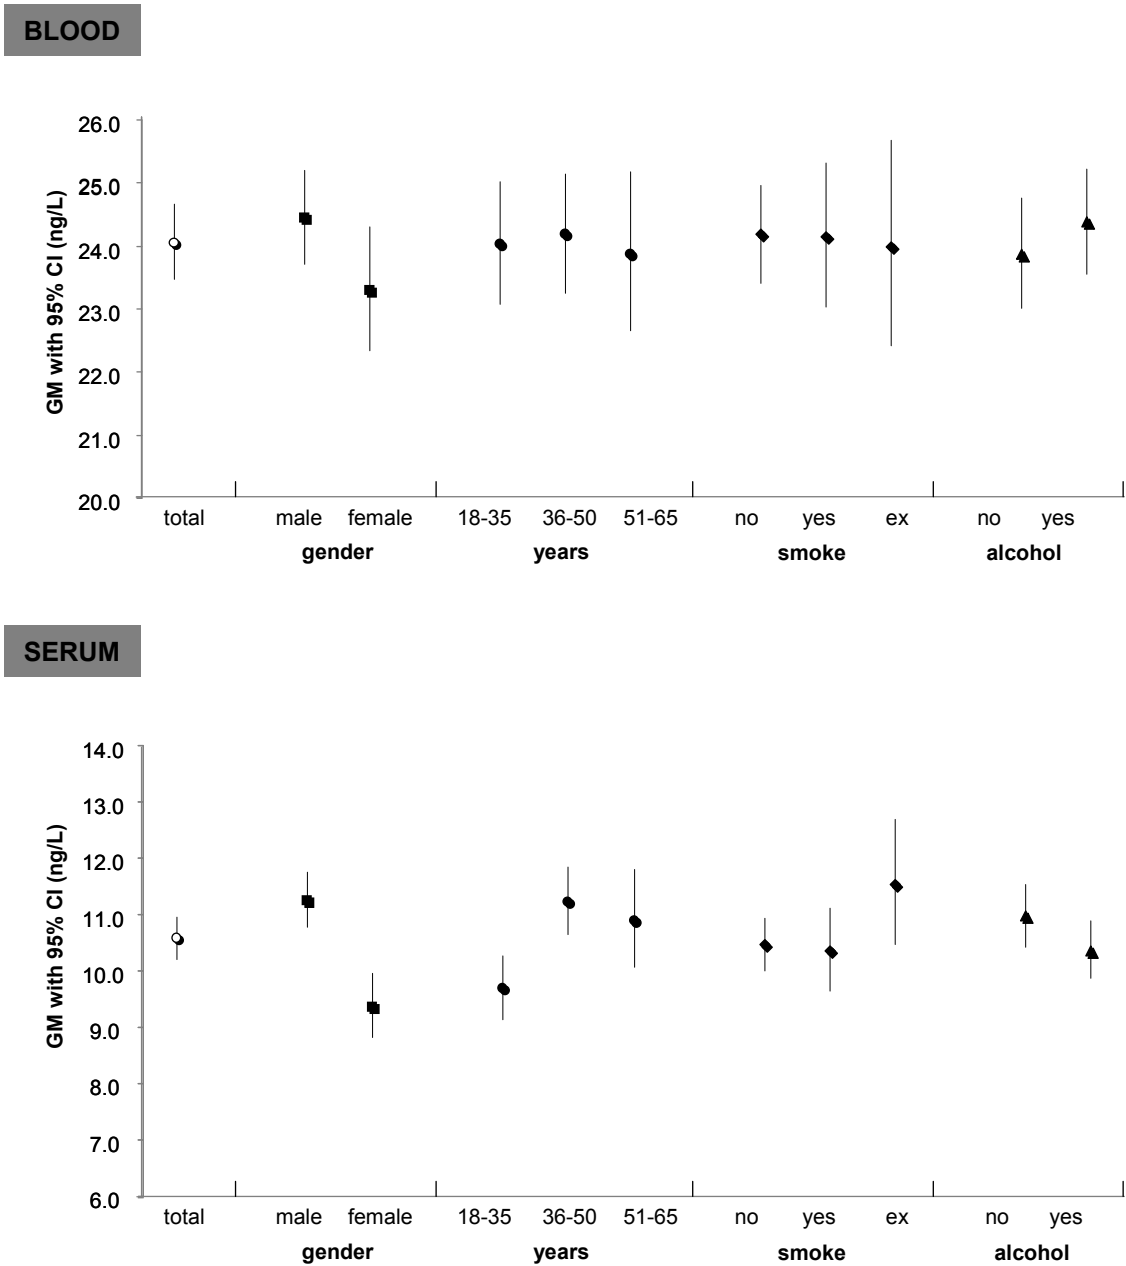 BLOOD
GM with 95% CI (ng/L)
26.0
25.0
24.0
23.0
22.0
21.0
20.0
total male female 18-35 36-50 51-65 no yes ex no yes
gender years smoke alcohol
SERUM
GM with 95% CI (ng/L)
14.0
13.0
12.0
11.0
10.0
9.0
8.0
7.0
6.0
total male female 18-35 36-50 51-65 no yes ex no yes
gender years smoke alcohol